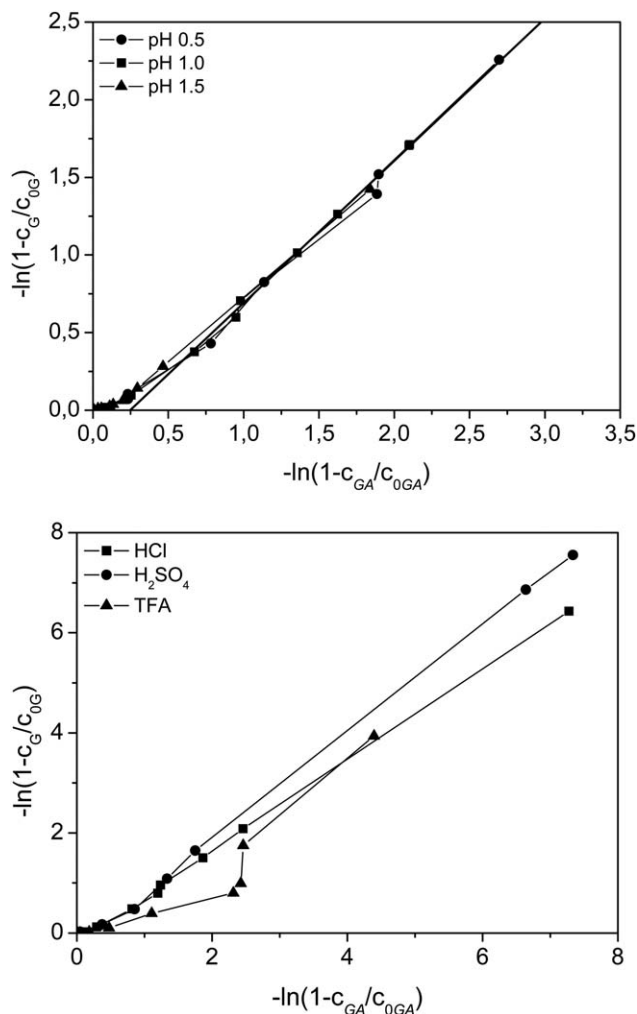 2,5
pH 0.5
pH 1.0
pH 1.5
2,0
1,5
1,0
0,5
0,0
-ln(1-c_G/c_0G)
0,0 0,5 1,0 1,5 2,0 2,5 3,0 3,5
-ln(1-c_GA/c_0GA)
8
HCl
H₂SO₄
TFA
6
4
2
0
-ln(1-c_G/c_0G)
0 2 4 6 8
-ln(1-c_GA/c_0GA)